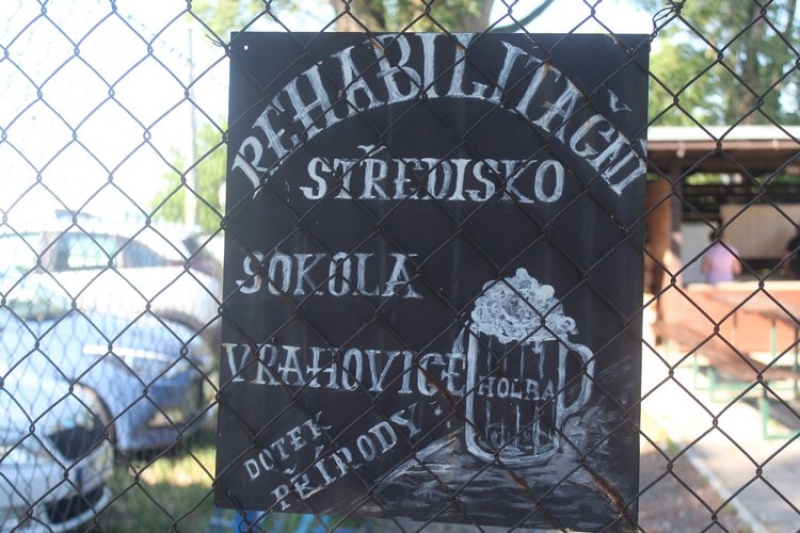 REHABILITAČNÍ
STŘEDISKO
SOKOLA
VRAHOVICE
HOLBA
DOTEK
PŘÍRODY